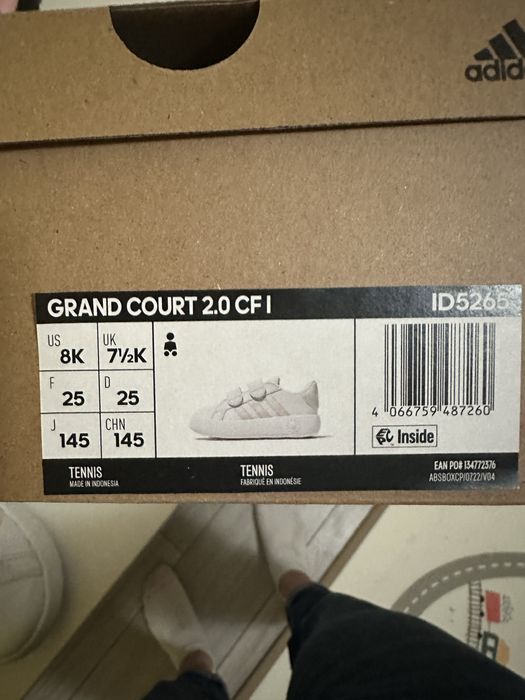 adidas
GRAND COURT 2.0 CF I ID5265
US 8K UK 7½K
F 25 D 25
J 145 CHN 145
4 066759 487260
Inside
TENNIS
MADE IN INDONESIA
TENNIS
FABRIQUÉ EN INDONÉSIE
EAN PO# 134772376
ABSBOXCP/0722/V04